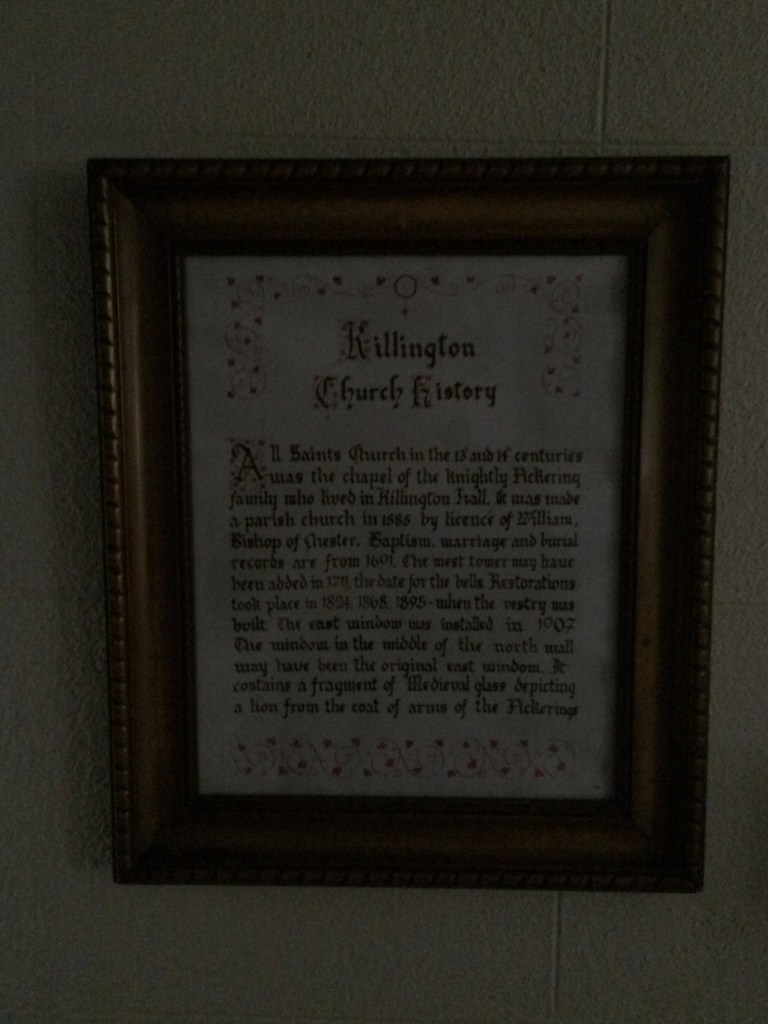 Killington
Church History
All Saints Church in the 13 and 14 centuries
was the chapel of the knightly Pickering
family who lived in Killington Hall. It was made
a parish church in 1585 by licence of William,
Bishop of Chester. Baptism, marriage and burial
records are from 1691. The west tower may have
been added in 1711, the date for the bells. Restorations
took place in 1824, 1868, 1895 - when the vestry was
built. The east window was installed in 1907
The window in the middle of the north wall
may have been the original east window. It
contains a fragment of Medieval glass depicting
a lion from the coat of arms of the Pickerings